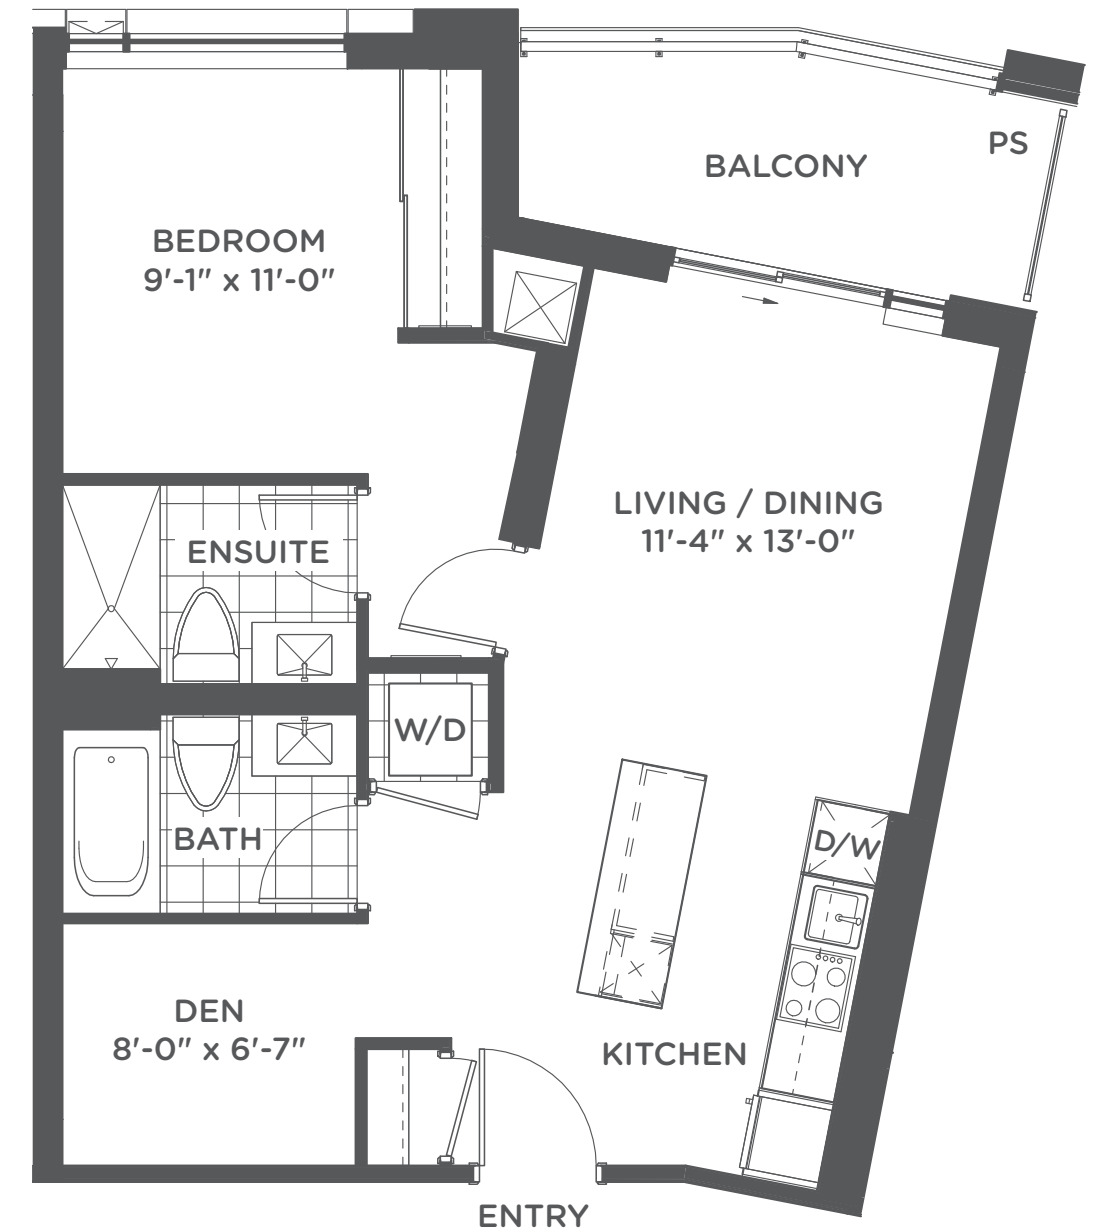 BALCONY
PS
BEDROOM
9'-1" x 11'-0"
LIVING / DINING
11'-4" x 13'-0"
ENSUITE
W/D
BATH
D/W
DEN
8'-0" x 6'-7"
KITCHEN
ENTRY